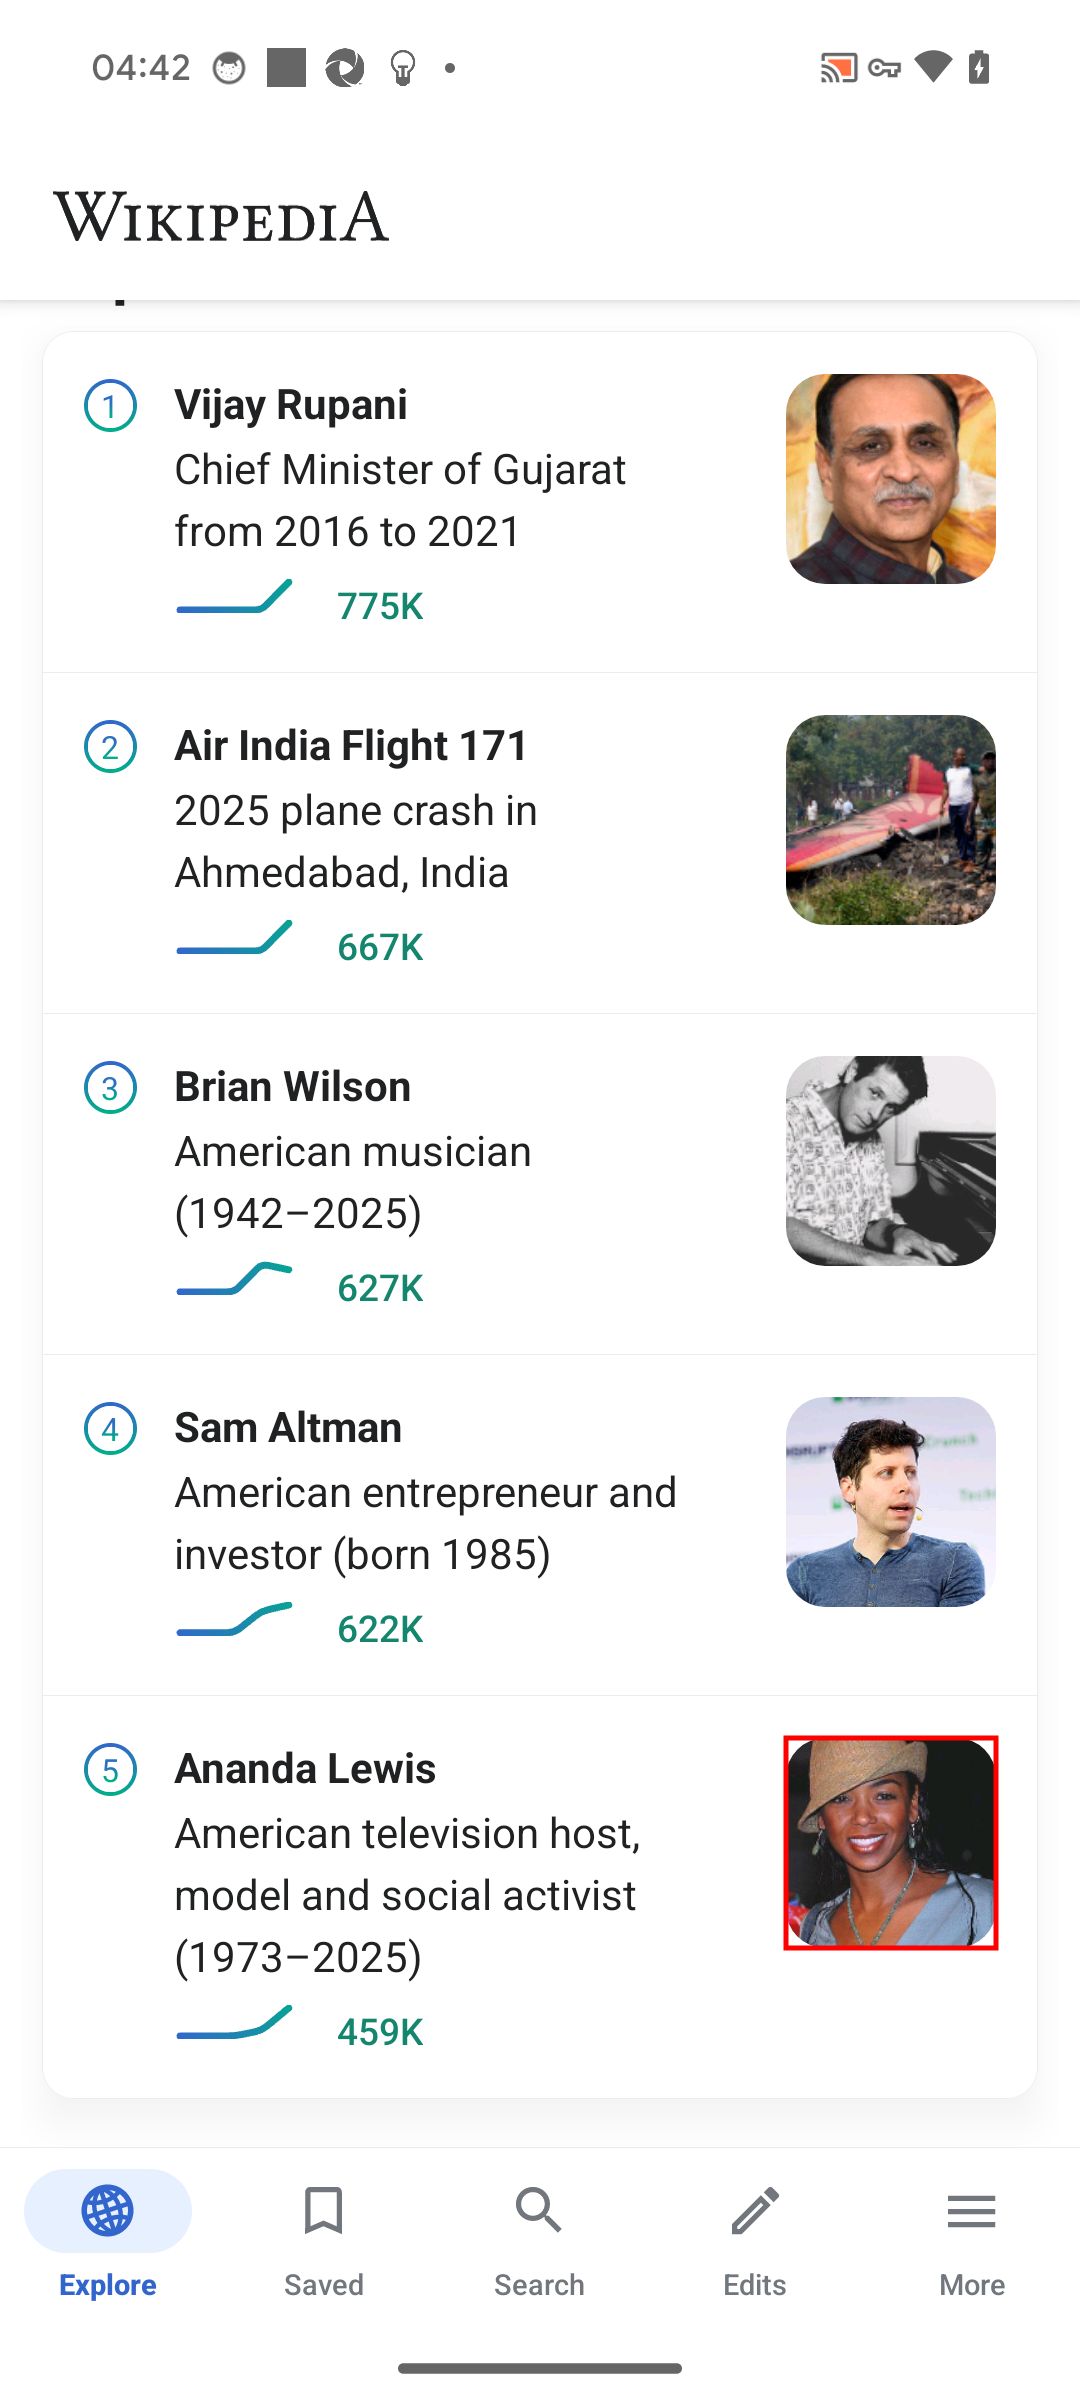 04:42
WIKIPEDIA
1
Vijay Rupani
Chief Minister of Gujarat
from 2016 to 2021
775K
2
Air India Flight 171
2025 plane crash in
Ahmedabad, India
667K
3
Brian Wilson
American musician
(1942–2025)
627K
4
Sam Altman
American entrepreneur and
investor (born 1985)
622K
5
Ananda Lewis
American television host,
model and social activist
(1973–2025)
459K
Explore
Saved
Search
Edits
More